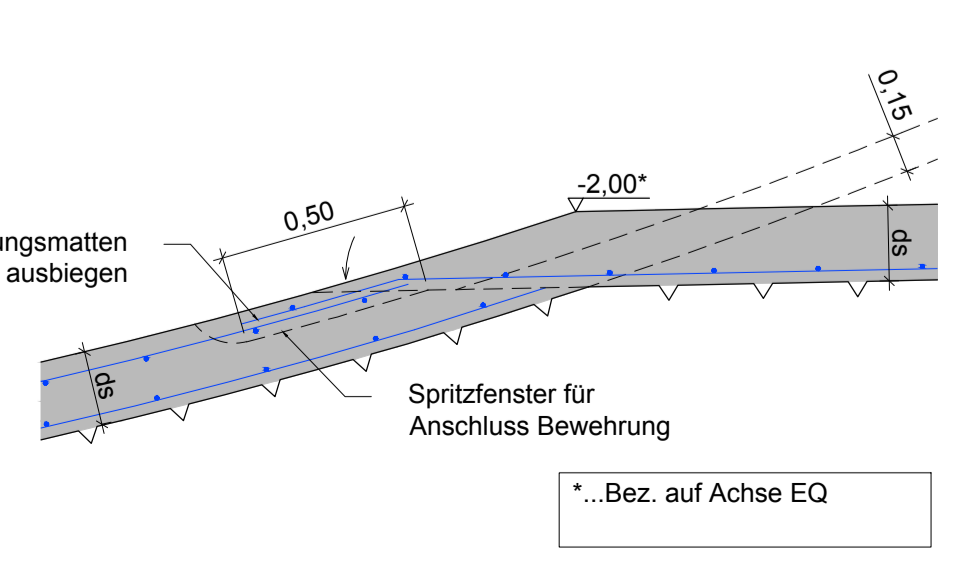 0,15
-2,00*
0,50
ungsmatten
ausbiegen
ds
ds
Spritzfenster für
Anschluss Bewehrung
*...Bez. auf Achse EQ